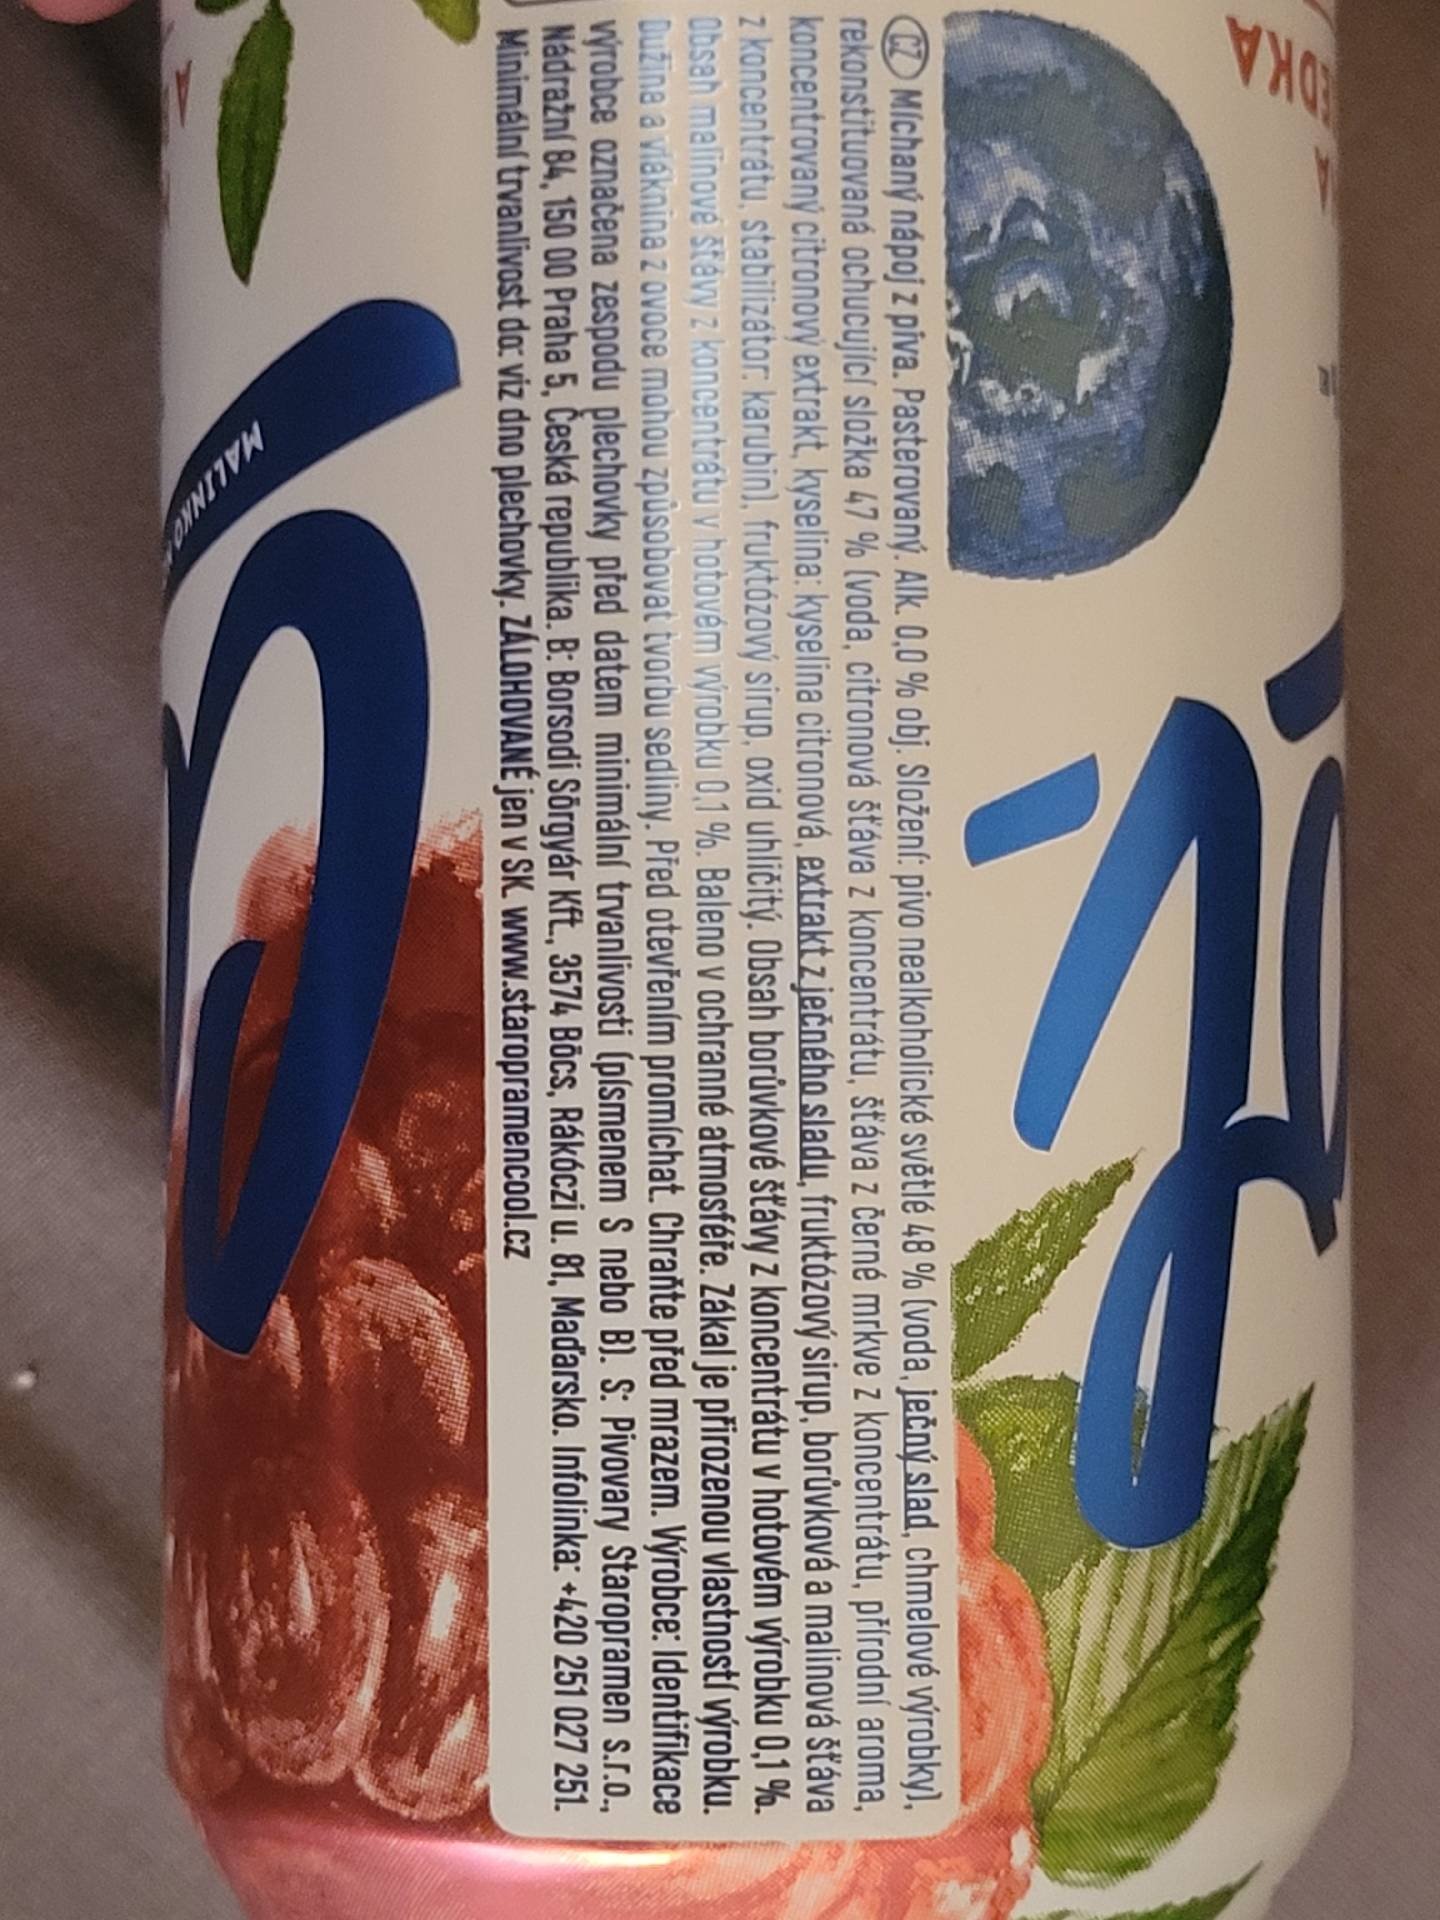 CZ Míchaný nápoj z piva. Pasterovaný. Alk. 0,0 % obj. Složení: pivo nealkoholické světlé 48 % (voda, ječný slad, chmelové výrobky),
rekonstituovaná ochucující složka 47 % (voda, citronová šťáva z koncentrátu, šťáva z černé mrkve z koncentrátu, přírodní aroma,
koncentrovaný citronový extrakt, kyselina: kyselina citronová, extrakt z ječného sladu, fruktózový sirup, borůvková a malinová šťáva
z koncentrátu, stabilizátor: karubin), fruktózový sirup, oxid uhličitý. Obsah borůvkové šťávy z koncentrátu v hotovém výrobku 0,1 %.
Obsah malinové šťávy z koncentrátu v hotovém výrobku 0,1 %. Baleno v ochranné atmosféře. Zákal je přirozenou vlastností výrobku.
Dužina a vláknina z ovoce mohou způsobovat tvorbu sedliny. Před otevřením promíchat. Chraňte před mrazem. Výrobce: Identifikace
výrobce označena zespodu plechovky před datem minimální trvanlivosti (písmenem S nebo B). S: Pivovary Staropramen s.r.o.,
Nádražní 84, 150 00 Praha 5, Česká republika. B: Borsodi Sörgyár Kft., 3574 Bőcs, Rákóczi u. 81, Maďarsko. Infolinka: +420 251 027 251.
Minimální trvanlivost do: viz dno plechovky. ZÁLOHOVANÉ jen v SK. www.staropramencool.cz
MALINKO